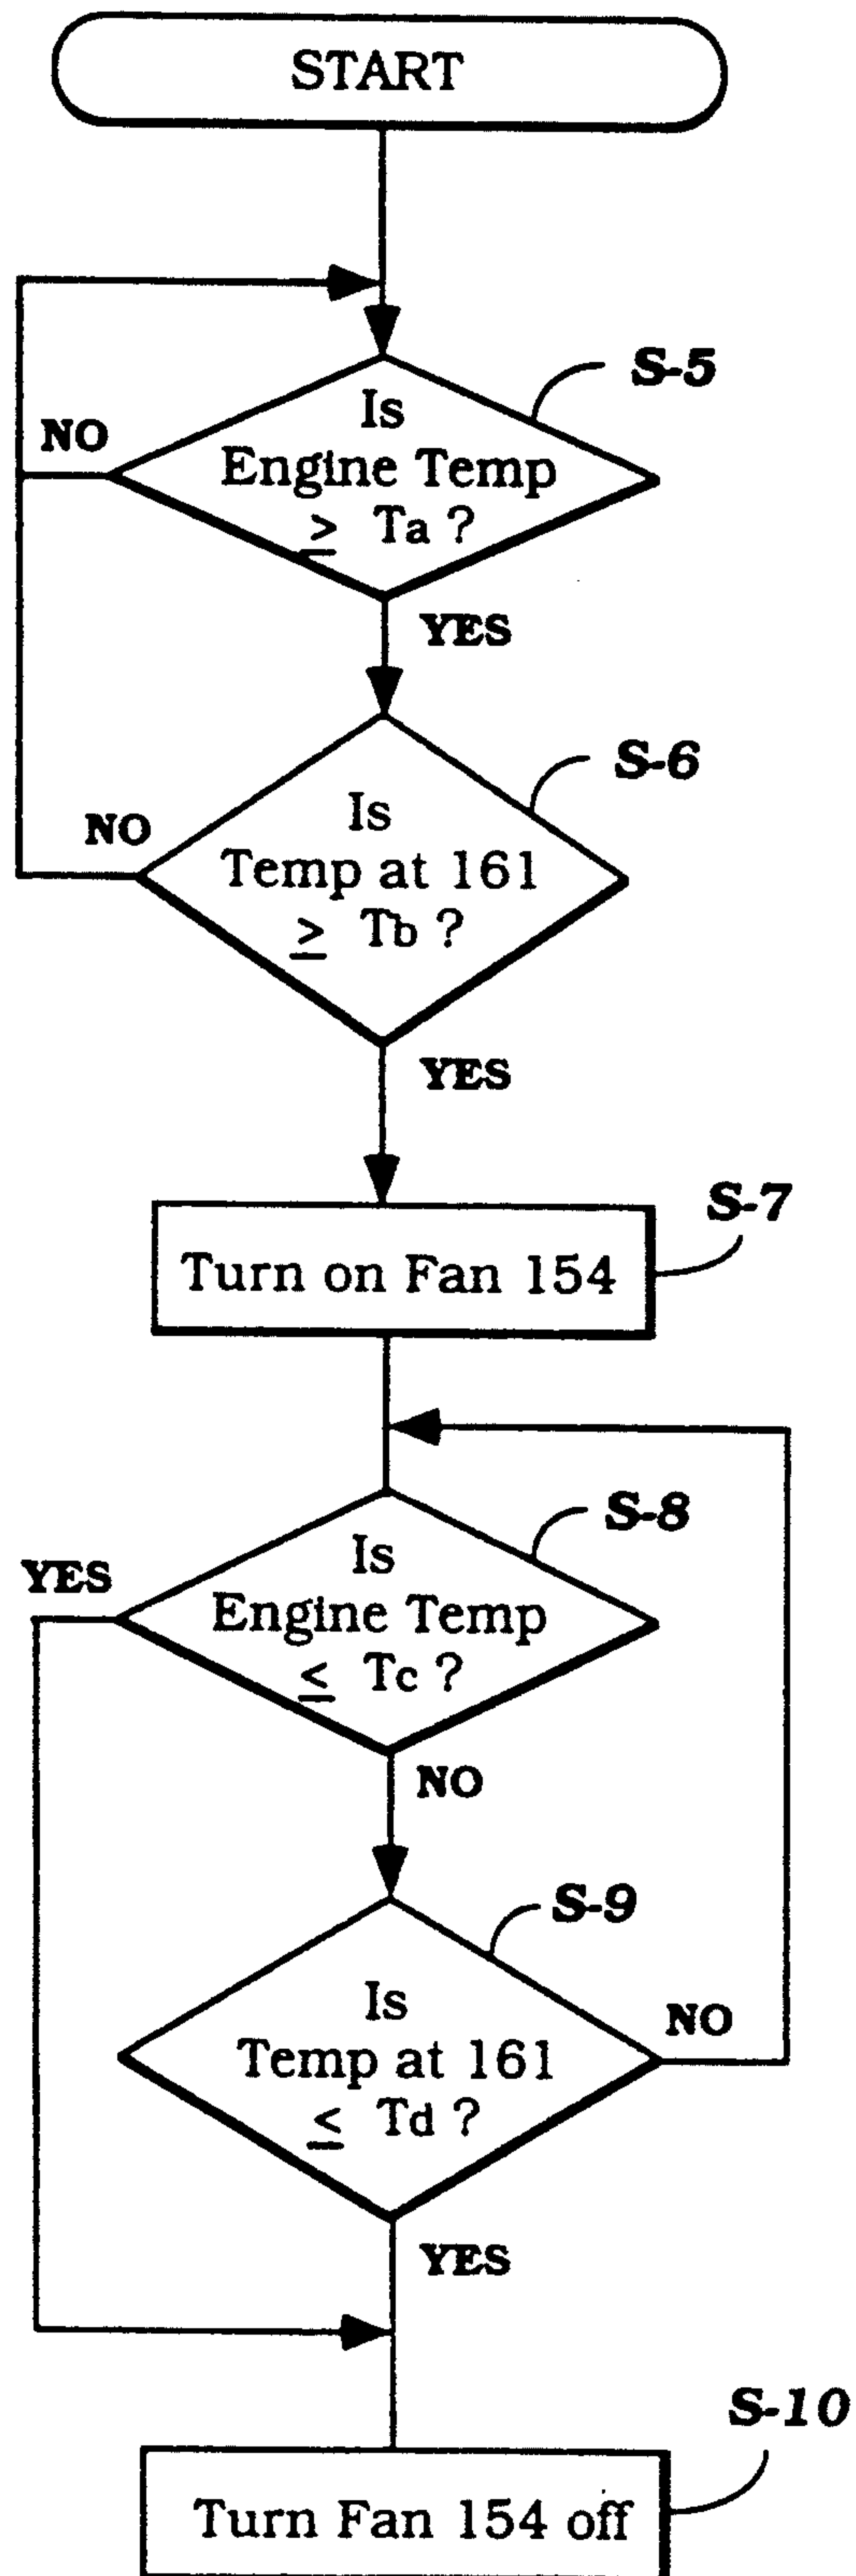 START
S-5
Is
NO
Engine Temp
≥ Ta ?
YES
S-6
Is
NO
Temp at 161
≥ Tb ?
YES
S-7
Turn on Fan 154
S-8
Is
YES
Engine Temp
≤ Tc ?
NO
S-9
Is
NO
Temp at 161
≤ Td ?
YES
S-10
Turn Fan 154 off